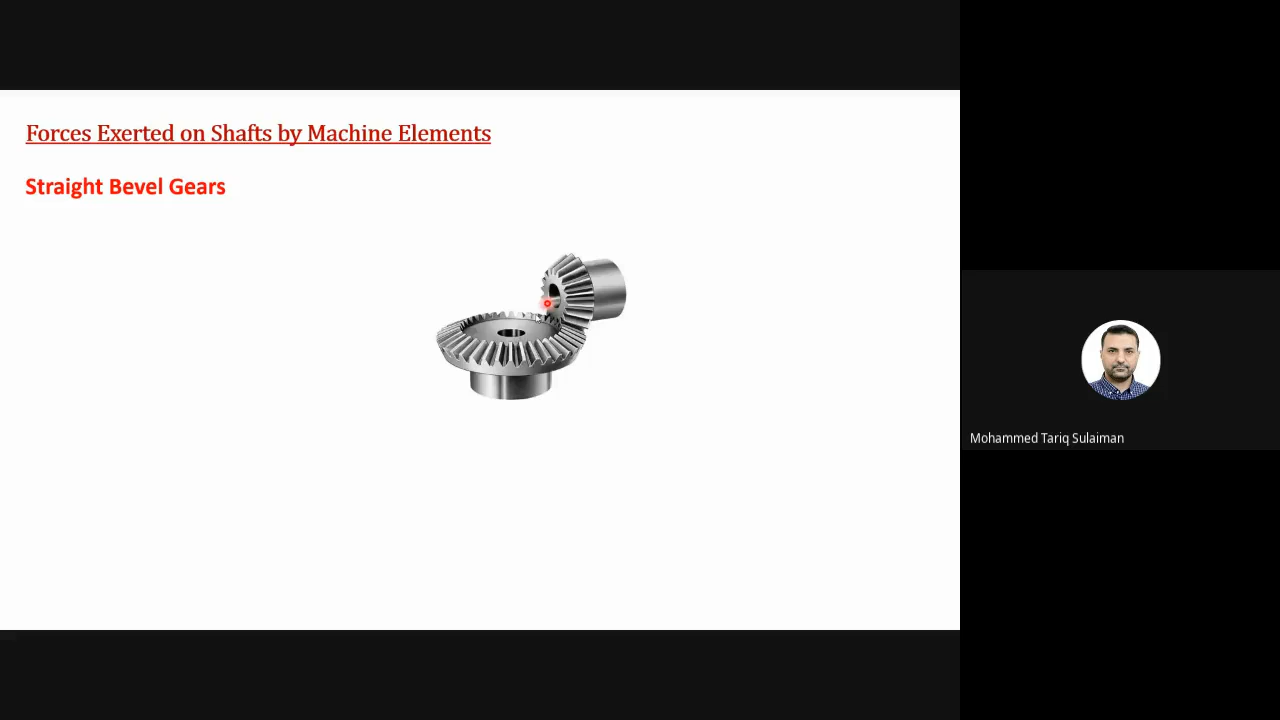 Forces Exerted on Shafts by Machine Elements
Straight Bevel Gears
Mohammed Tariq Sulaiman